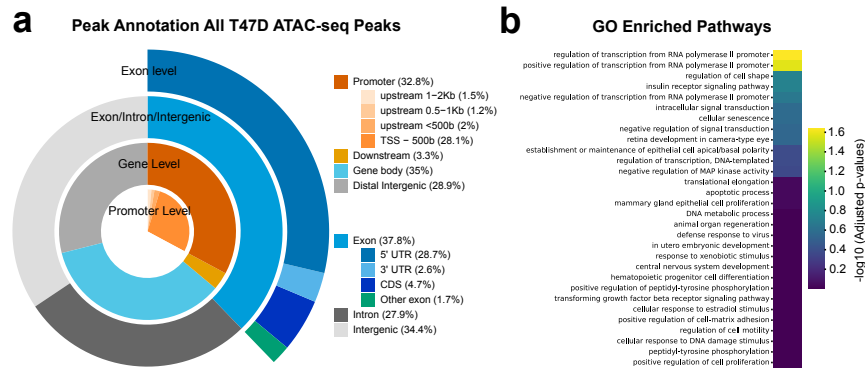 a
Peak Annotation All T47D ATAC-seq Peaks
Exon level
Exon/Intron/Intergenic
Gene Level
Promoter Level
Promoter (32.8%)
upstream 1−2Kb (1.5%)
upstream 0.5−1Kb (1.2%)
upstream <500b (2%)
TSS − 500b (28.1%)
Downstream (3.3%)
Gene body (35%)
Distal Intergenic (28.9%)
Exon (37.8%)
5' UTR (28.7%)
3' UTR (2.6%)
CDS (4.7%)
Other exon (1.7%)
Intron (27.9%)
Intergenic (34.4%)
b
GO Enriched Pathways
regulation of transcription from RNA polymerase II promoter
positive regulation of transcription from RNA polymerase II promoter
regulation of cell shape
insulin receptor signaling pathway
negative regulation of transcription from RNA polymerase II promoter
intracellular signal transduction
cellular senescence
negative regulation of signal transduction
retina development in camera-type eye
establishment or maintenance of epithelial cell apical/basal polarity
regulation of transcription, DNA-templated
negative regulation of MAP kinase activity
translational elongation
apoptotic process
mammary gland epithelial cell proliferation
DNA metabolic process
animal organ regeneration
defense response to virus
in utero embryonic development
response to xenobiotic stimulus
central nervous system development
hematopoietic progenitor cell differentiation
positive regulation of peptidyl-tyrosine phosphorylation
transforming growth factor beta receptor signaling pathway
cellular response to estradiol stimulus
positive regulation of cell-matrix adhesion
regulation of cell motility
cellular response to DNA damage stimulus
peptidyl-tyrosine phosphorylation
positive regulation of cell proliferation
1.6
1.4
1.2
1.0
0.8
0.6
0.4
0.2
-log10 (Adjusted p-values)